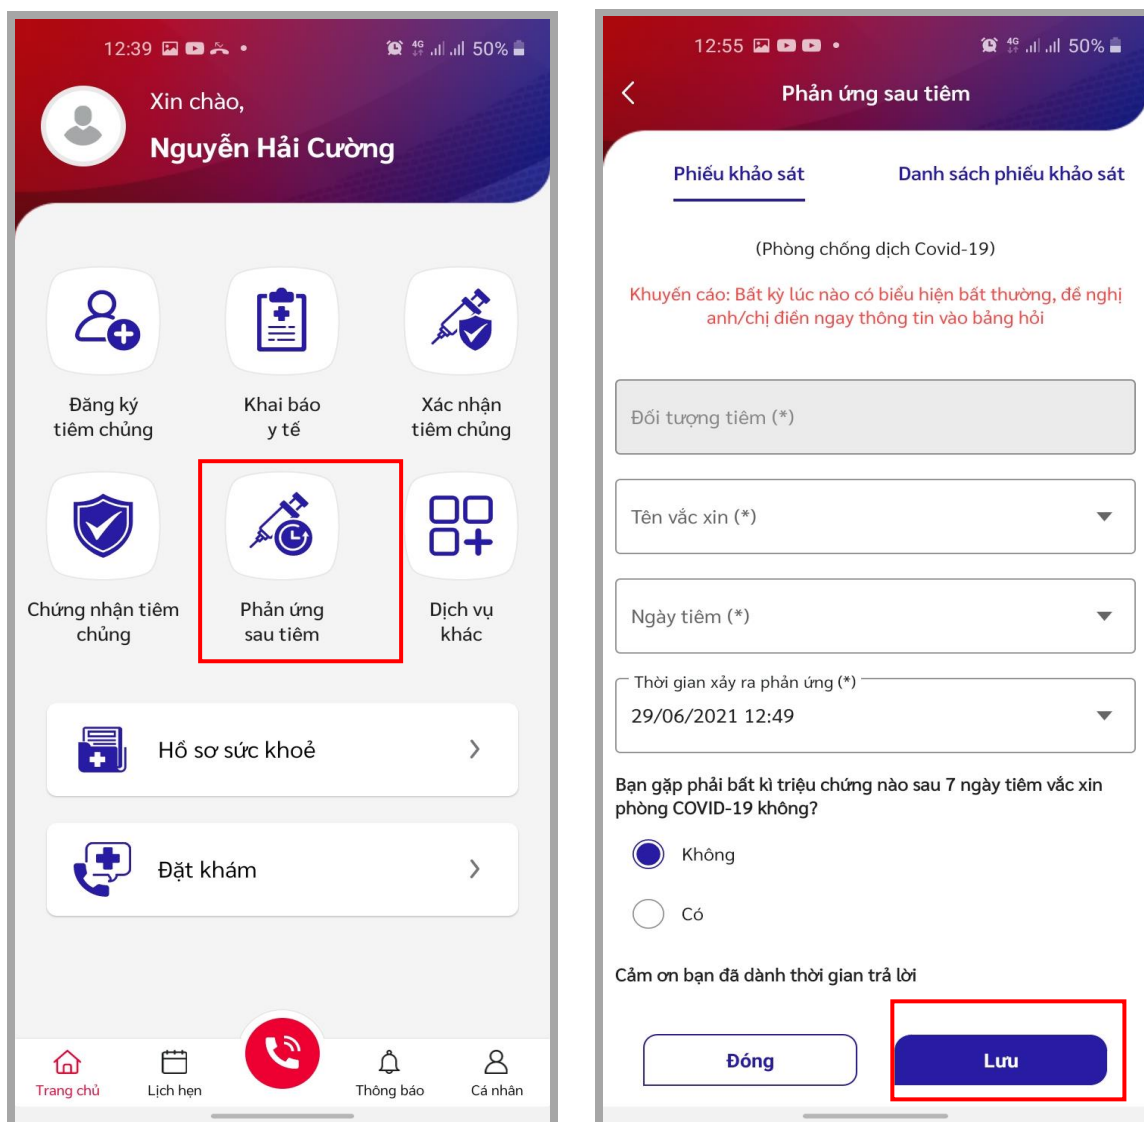 12:39
4G
50%
Xin chào,
Nguyễn Hải Cường
Đăng ký
tiêm chủng
Khai báo
y tế
Xác nhận
tiêm chủng
Chứng nhận tiêm
chủng
Phản ứng
sau tiêm
Dịch vụ
khác
Hồ sơ sức khoẻ
Đặt khám
Trang chủ
Lịch hẹn
Thông báo
Cá nhân
12:55
4G
50%
Phản ứng sau tiêm
Phiếu khảo sát
Danh sách phiếu khảo sát
(Phòng chống dịch Covid-19)
Khuyến cáo: Bất kỳ lúc nào có biểu hiện bất thường, đề nghị
anh/chị điền ngay thông tin vào bảng hỏi
Đối tượng tiêm (*)
Tên vắc xin (*)
Ngày tiêm (*)
Thời gian xảy ra phản ứng (*)
29/06/2021 12:49
Bạn gặp phải bất kì triệu chứng nào sau 7 ngày tiêm vắc xin
phòng COVID-19 không?
Không
Có
Cảm ơn bạn đã dành thời gian trả lời
Đóng
Lưu